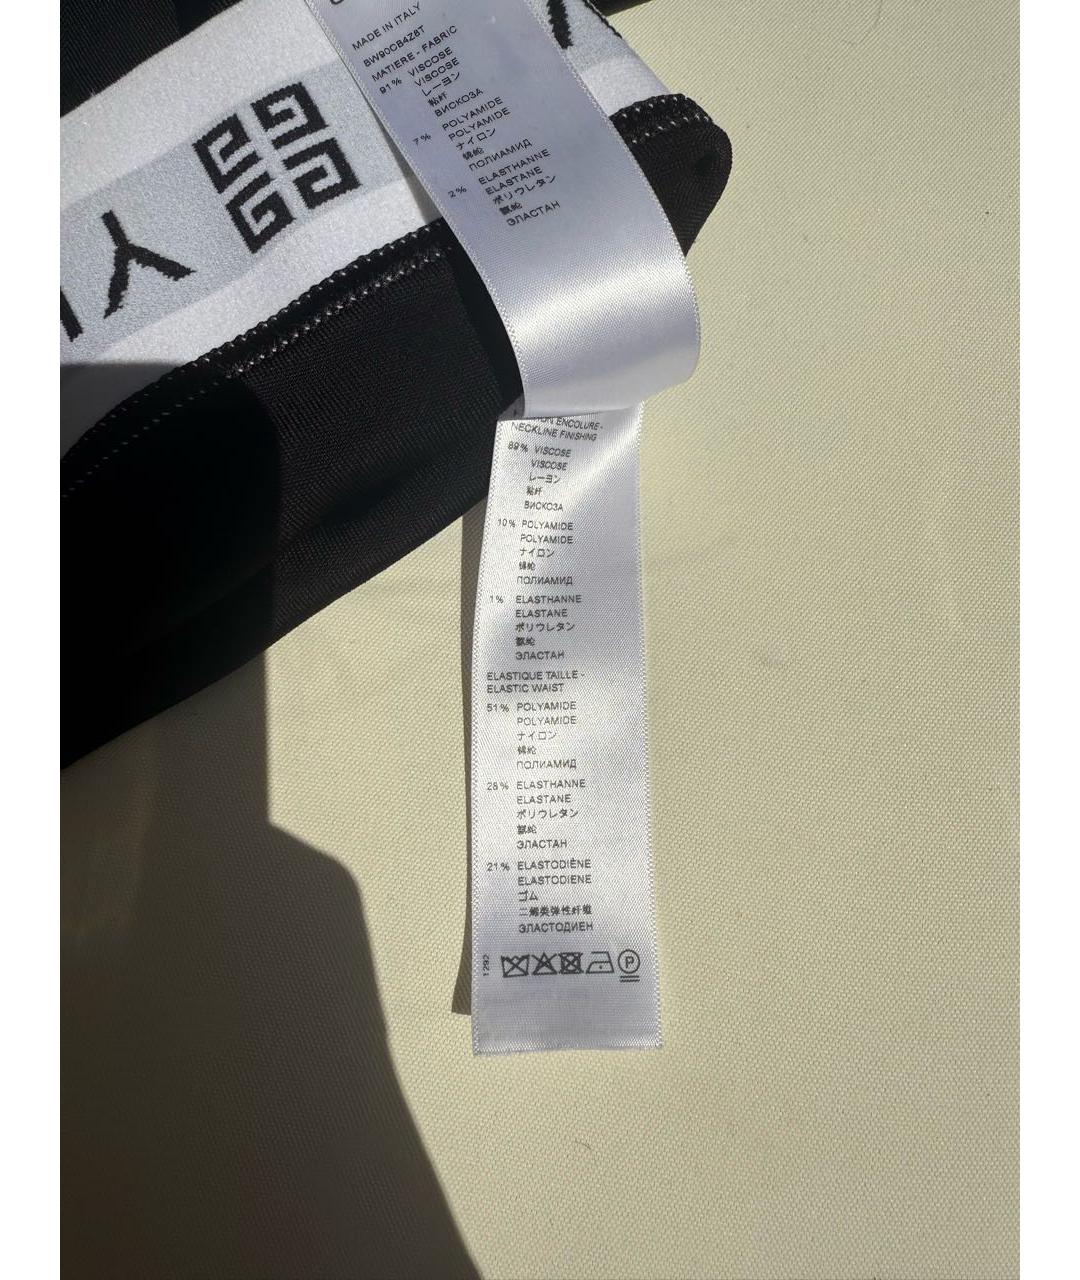 MADE IN ITALY
BW90CB4Z8T
MATIERE - FABRIC
91% VISCOSE
VISCOSE
レーヨン
粘纤
ВИСКОЗА
7% POLYAMIDE
POLYAMIDE
ナイロン
锦纶
ПОЛИАМИД
2% ELASTHANNE
ELASTANE
ポリウレタン
氨纶
ЭЛАСТАН
ENCOLURE -
NECKLINE FINISHING
89% VISCOSE
VISCOSE
レーヨン
粘纤
ВИСКОЗА
10% POLYAMIDE
POLYAMIDE
ナイロン
锦纶
ПОЛИАМИД
1% ELASTHANNE
ELASTANE
ポリウレタン
氨纶
ЭЛАСТАН
ELASTIQUE TAILLE -
ELASTIC WAIST
51% POLYAMIDE
POLYAMIDE
ナイロン
锦纶
ПОЛИАМИД
28% ELASTHANNE
ELASTANE
ポリウレタン
氨纶
ЭЛАСТАН
21% ELASTODIÈNE
ELASTODIENE
ゴム
二烯类弹性纤维
ЭЛАСТОДИЕН
1292
P
Y